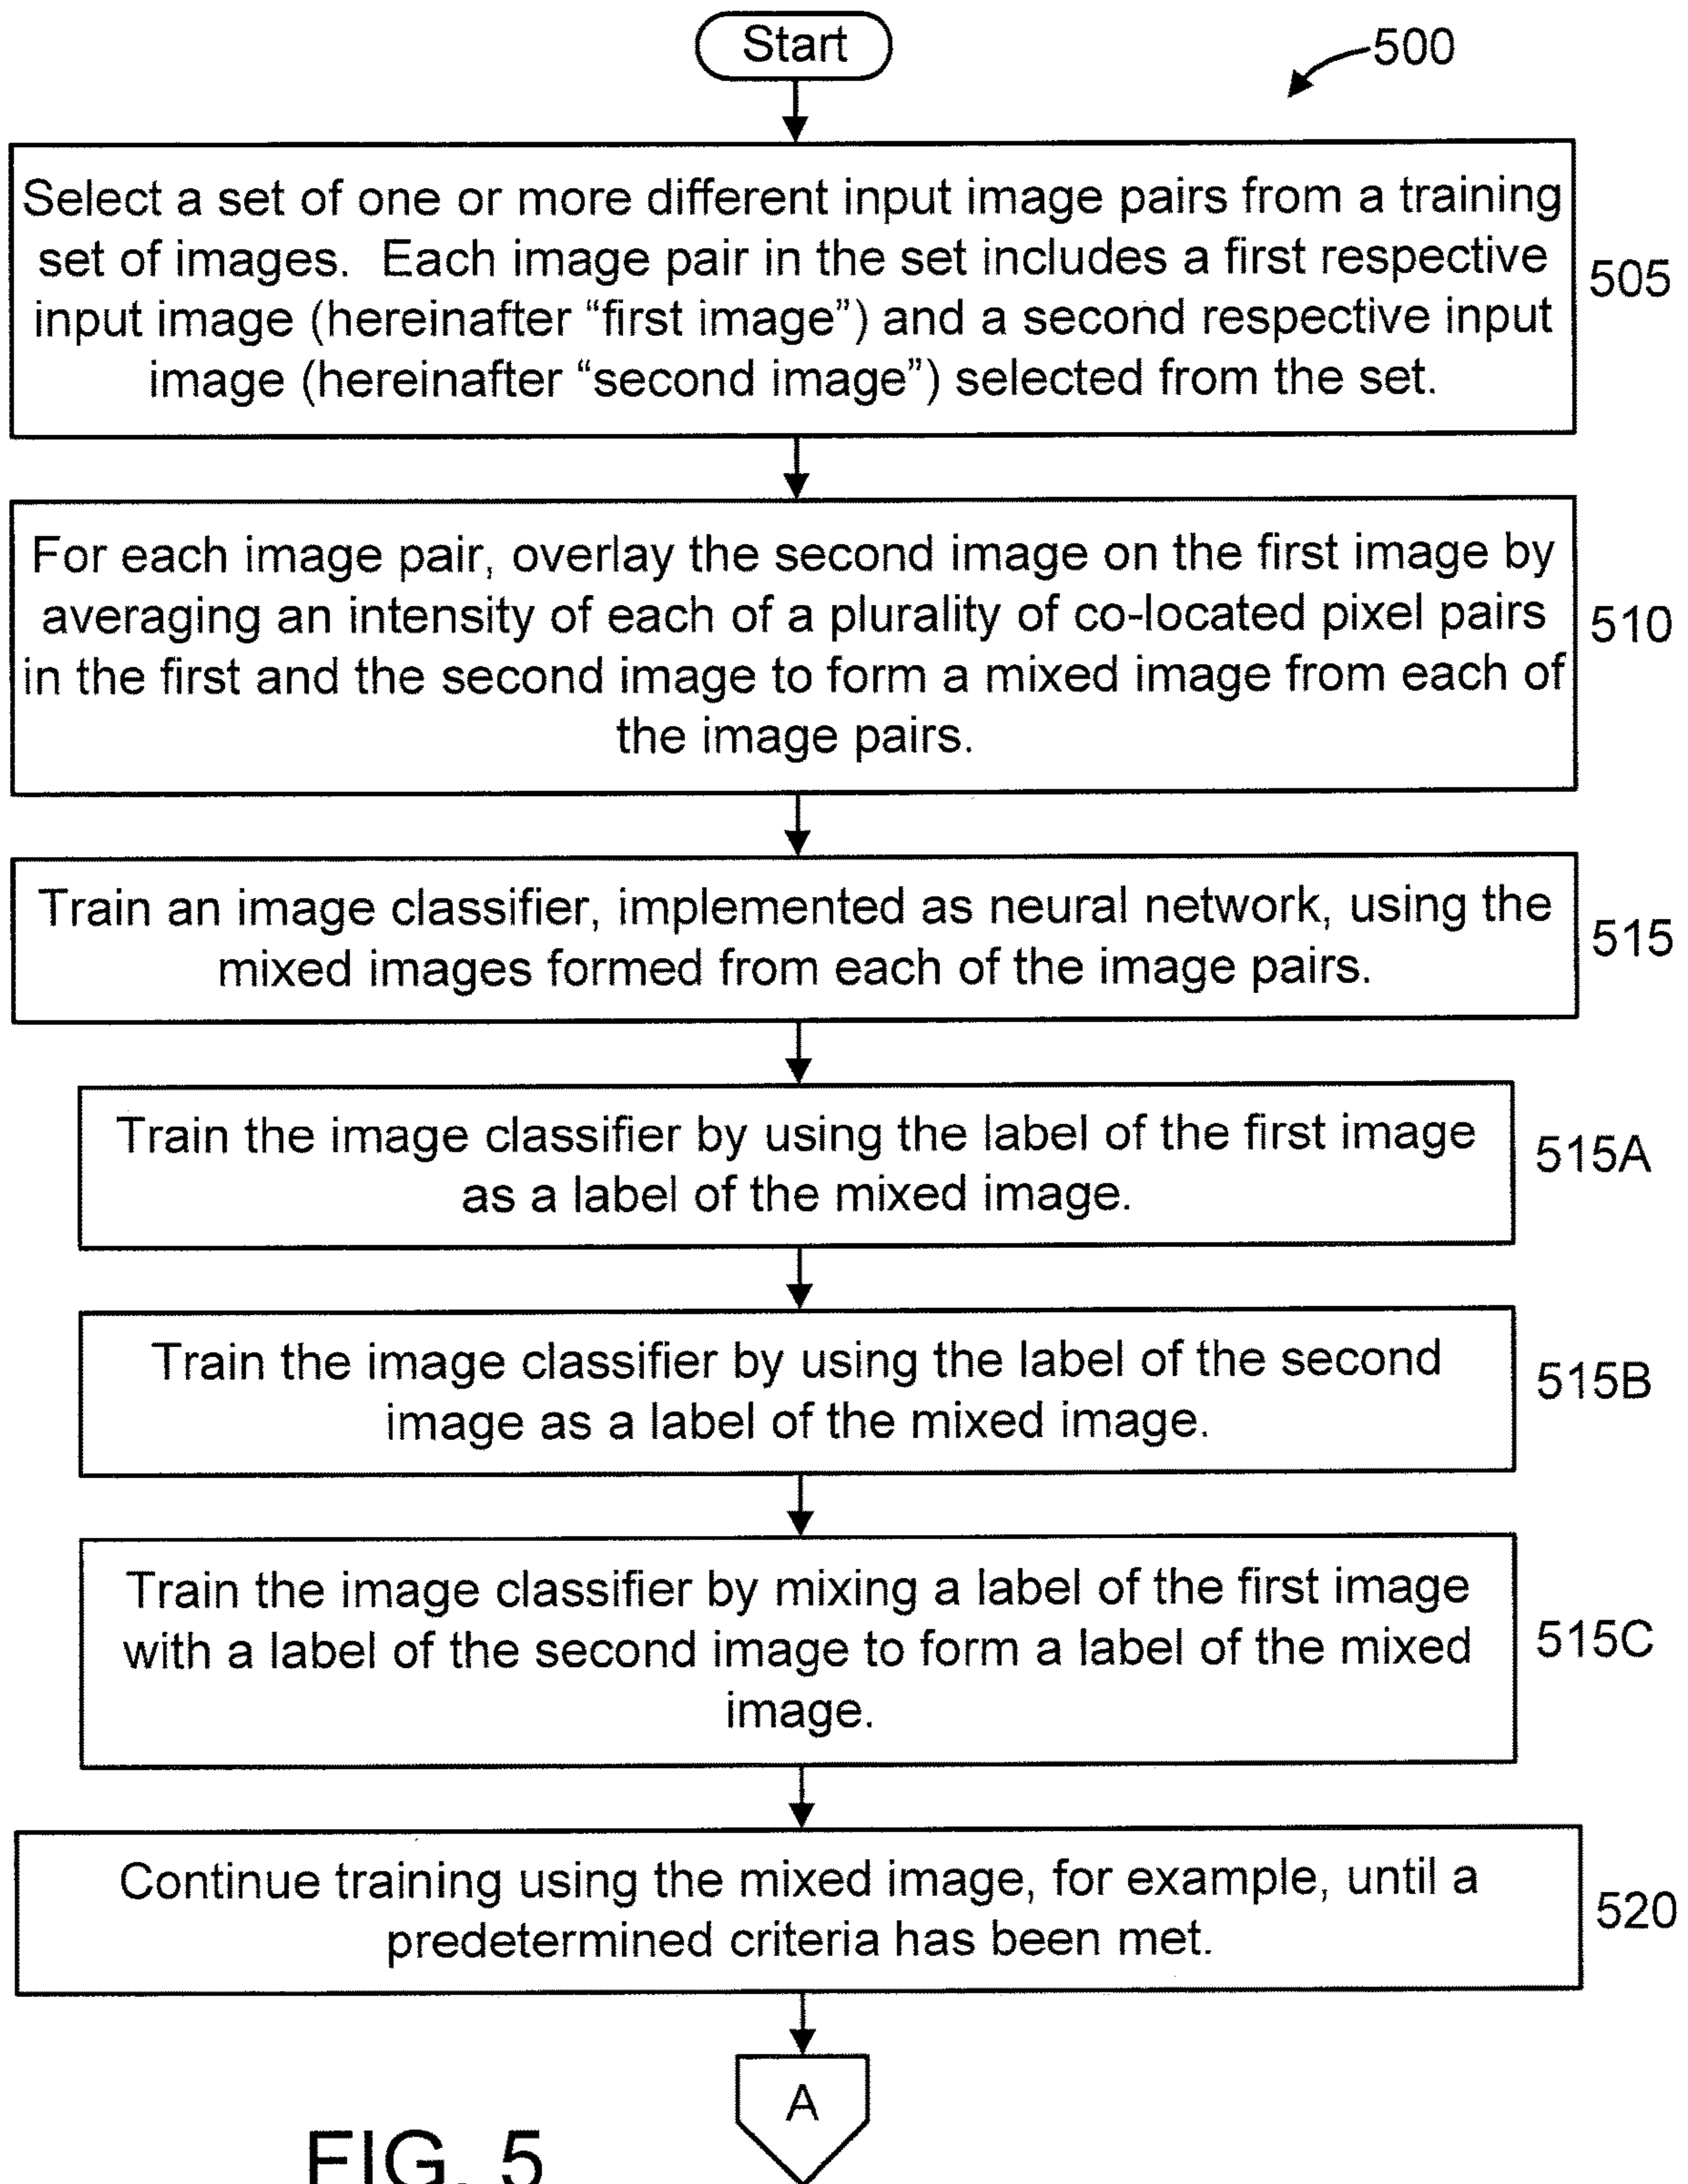 Start
500
Select a set of one or more different input image pairs from a training
set of images.  Each image pair in the set includes a first respective
input image (hereinafter “first image”) and a second respective input
image (hereinafter “second image”) selected from the set.
505
For each image pair, overlay the second image on the first image by
averaging an intensity of each of a plurality of co-located pixel pairs
in the first and the second image to form a mixed image from each of
the image pairs.
510
Train an image classifier, implemented as neural network, using the
mixed images formed from each of the image pairs.
515
Train the image classifier by using the label of the first image
as a label of the mixed image.
515A
Train the image classifier by using the label of the second
image as a label of the mixed image.
515B
Train the image classifier by mixing a label of the first image
with a label of the second image to form a label of the mixed
image.
515C
Continue training using the mixed image, for example, until a
predetermined criteria has been met.
520
A
FIG. 5